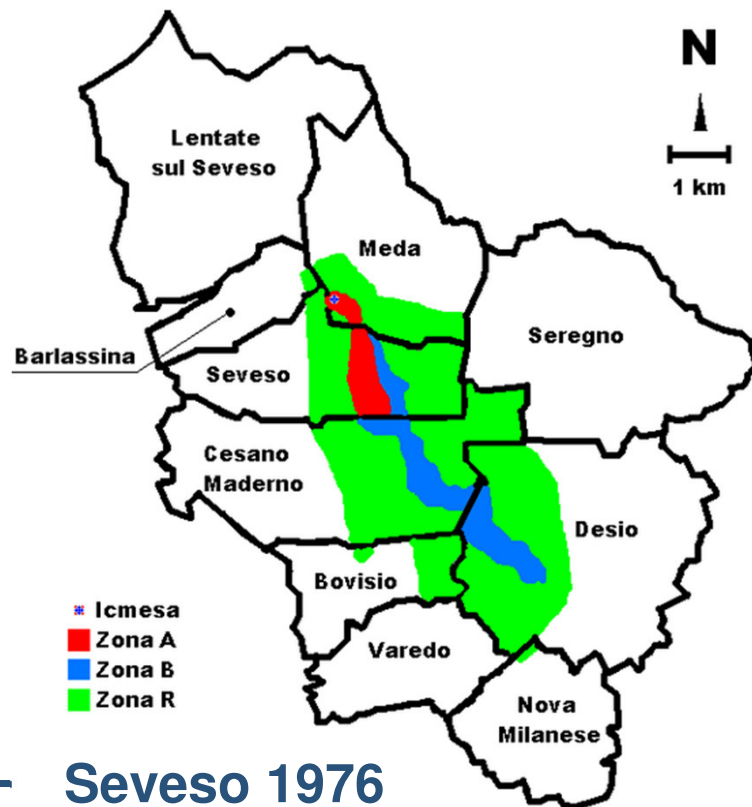 N
1 km
Lentate
sul Seveso
Meda
Seregno
Barlassina
Seveso
Cesano
Maderno
Desio
Bovisio
Icmesa
Zona A
Zona B
Zona R
Varedo
Nova
Milanese
- Seveso 1976